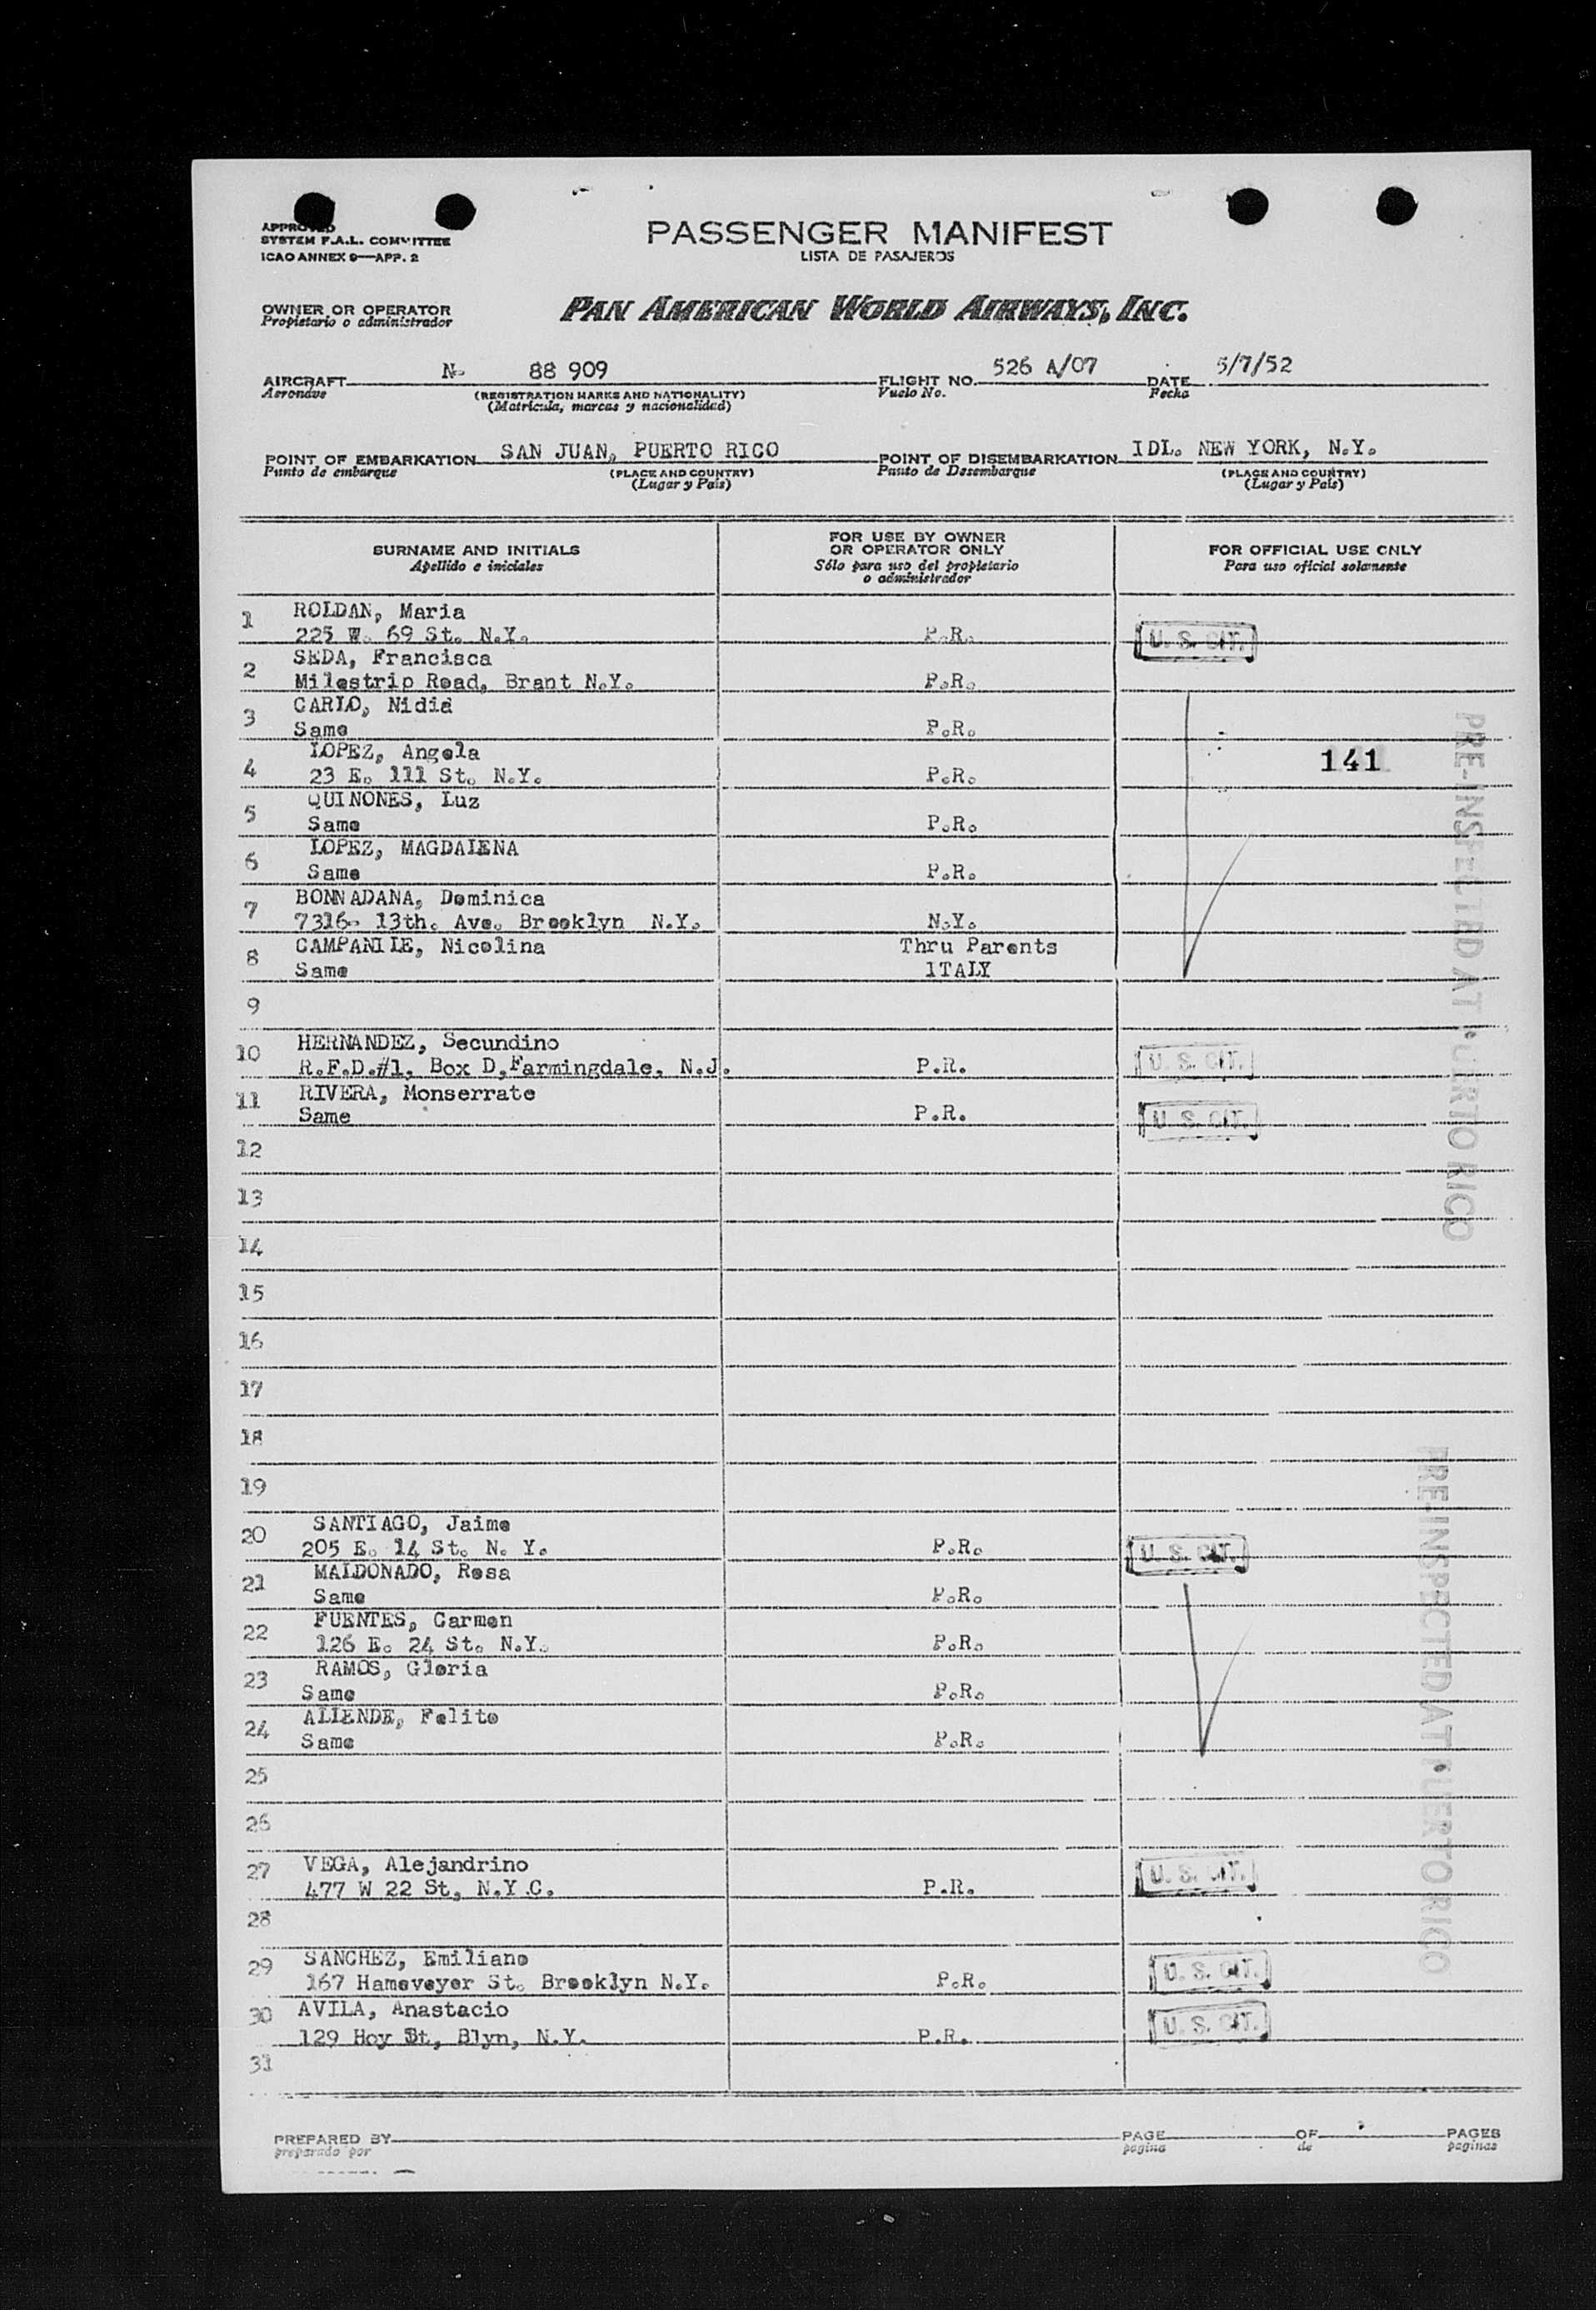 APPROVED
SYSTEM F.A.L. COMMITTEE
ICAO ANNEX 9—APP. 2
PASSENGER MANIFEST
LISTA DE PASAJEROS
OWNER OR OPERATOR
Propietario o administrador
PAN AMERICAN WORLD AIRWAYS, INC.
AIRCRAFT N- 88 909 FLIGHT NO. 526 A/07 DATE 5/7/52
Aeronave (REGISTRATION MARKS AND NATIONALITY) Vuelo No. Fecha
(Matricula, marcas y nacionalidad)
POINT OF EMBARKATION SAN JUAN, PUERTO RICO POINT OF DISEMBARKATION IDL. NEW YORK, N.Y.
Punto de embarque (PLACE AND COUNTRY) Punto de Desembarque (PLACE AND COUNTRY)
(Lugar y País) (Lugar y País)
SURNAME AND INITIALS
Apellido e iniciales
FOR USE BY OWNER
OR OPERATOR ONLY
Sólo para uso del propietario
o administrador
FOR OFFICIAL USE ONLY
Para uso oficial solamente
1 ROLDAN, Maria
225 W. 69 St. N.Y. P.R. U. S. CIT.
2 SEDA, Francisca
Milestrip Road, Brant N.Y. P.R.
3 CARLO, Nidia
Same P.R.
4 LOPEZ, Angela
23 E. 111 St. N.Y. P.R. 141
5 QUINONES, Luz
Same P.R.
6 LOPEZ, MAGDALENA
Same P.R.
7 BONNADANA, Dominica
7316- 13th. Ave. Brooklyn N.Y. N.Y.
8 CAMPANILE, Nicolina Thru Parents
Same ITALY
9
10 HERNANDEZ, Secundino
R.F.D.#1, Box D,Farmingdale, N.J. P.R. U. S. CIT.
11 RIVERA, Monserrate
Same P.R. U. S. CIT.
PRE-INSPECTED AT PUERTO RICO
12
13
14
15
16
17
18
19
20 SANTIAGO, Jaime
205 E. 14 St. N. Y. P.R. U. S. CIT.
21 MALDONADO, Rosa
Same P.R.
22 FUENTES, Carmen
126 E. 24 St. N.Y. P.R.
23 RAMOS, Gloria
Same P.R.
24 ALLENDE, Felito
Same P.R.
25
26
27 VEGA, Alejandrino
477 W 22 St, N.Y.C. P.R. U. S. CIT.
28
29 SANCHEZ, Emiliano
167 Hameveyer St. Brooklyn N.Y. P.R. U. S. CIT.
30 AVILA, Anastacio
129 Hoy St, Blyn, N.Y. P.R. U. S. CIT.
31
PRE-INSPECTED AT PUERTO RICO
PREPARED BY PAGE OF PAGES
preparado por pagina de paginas